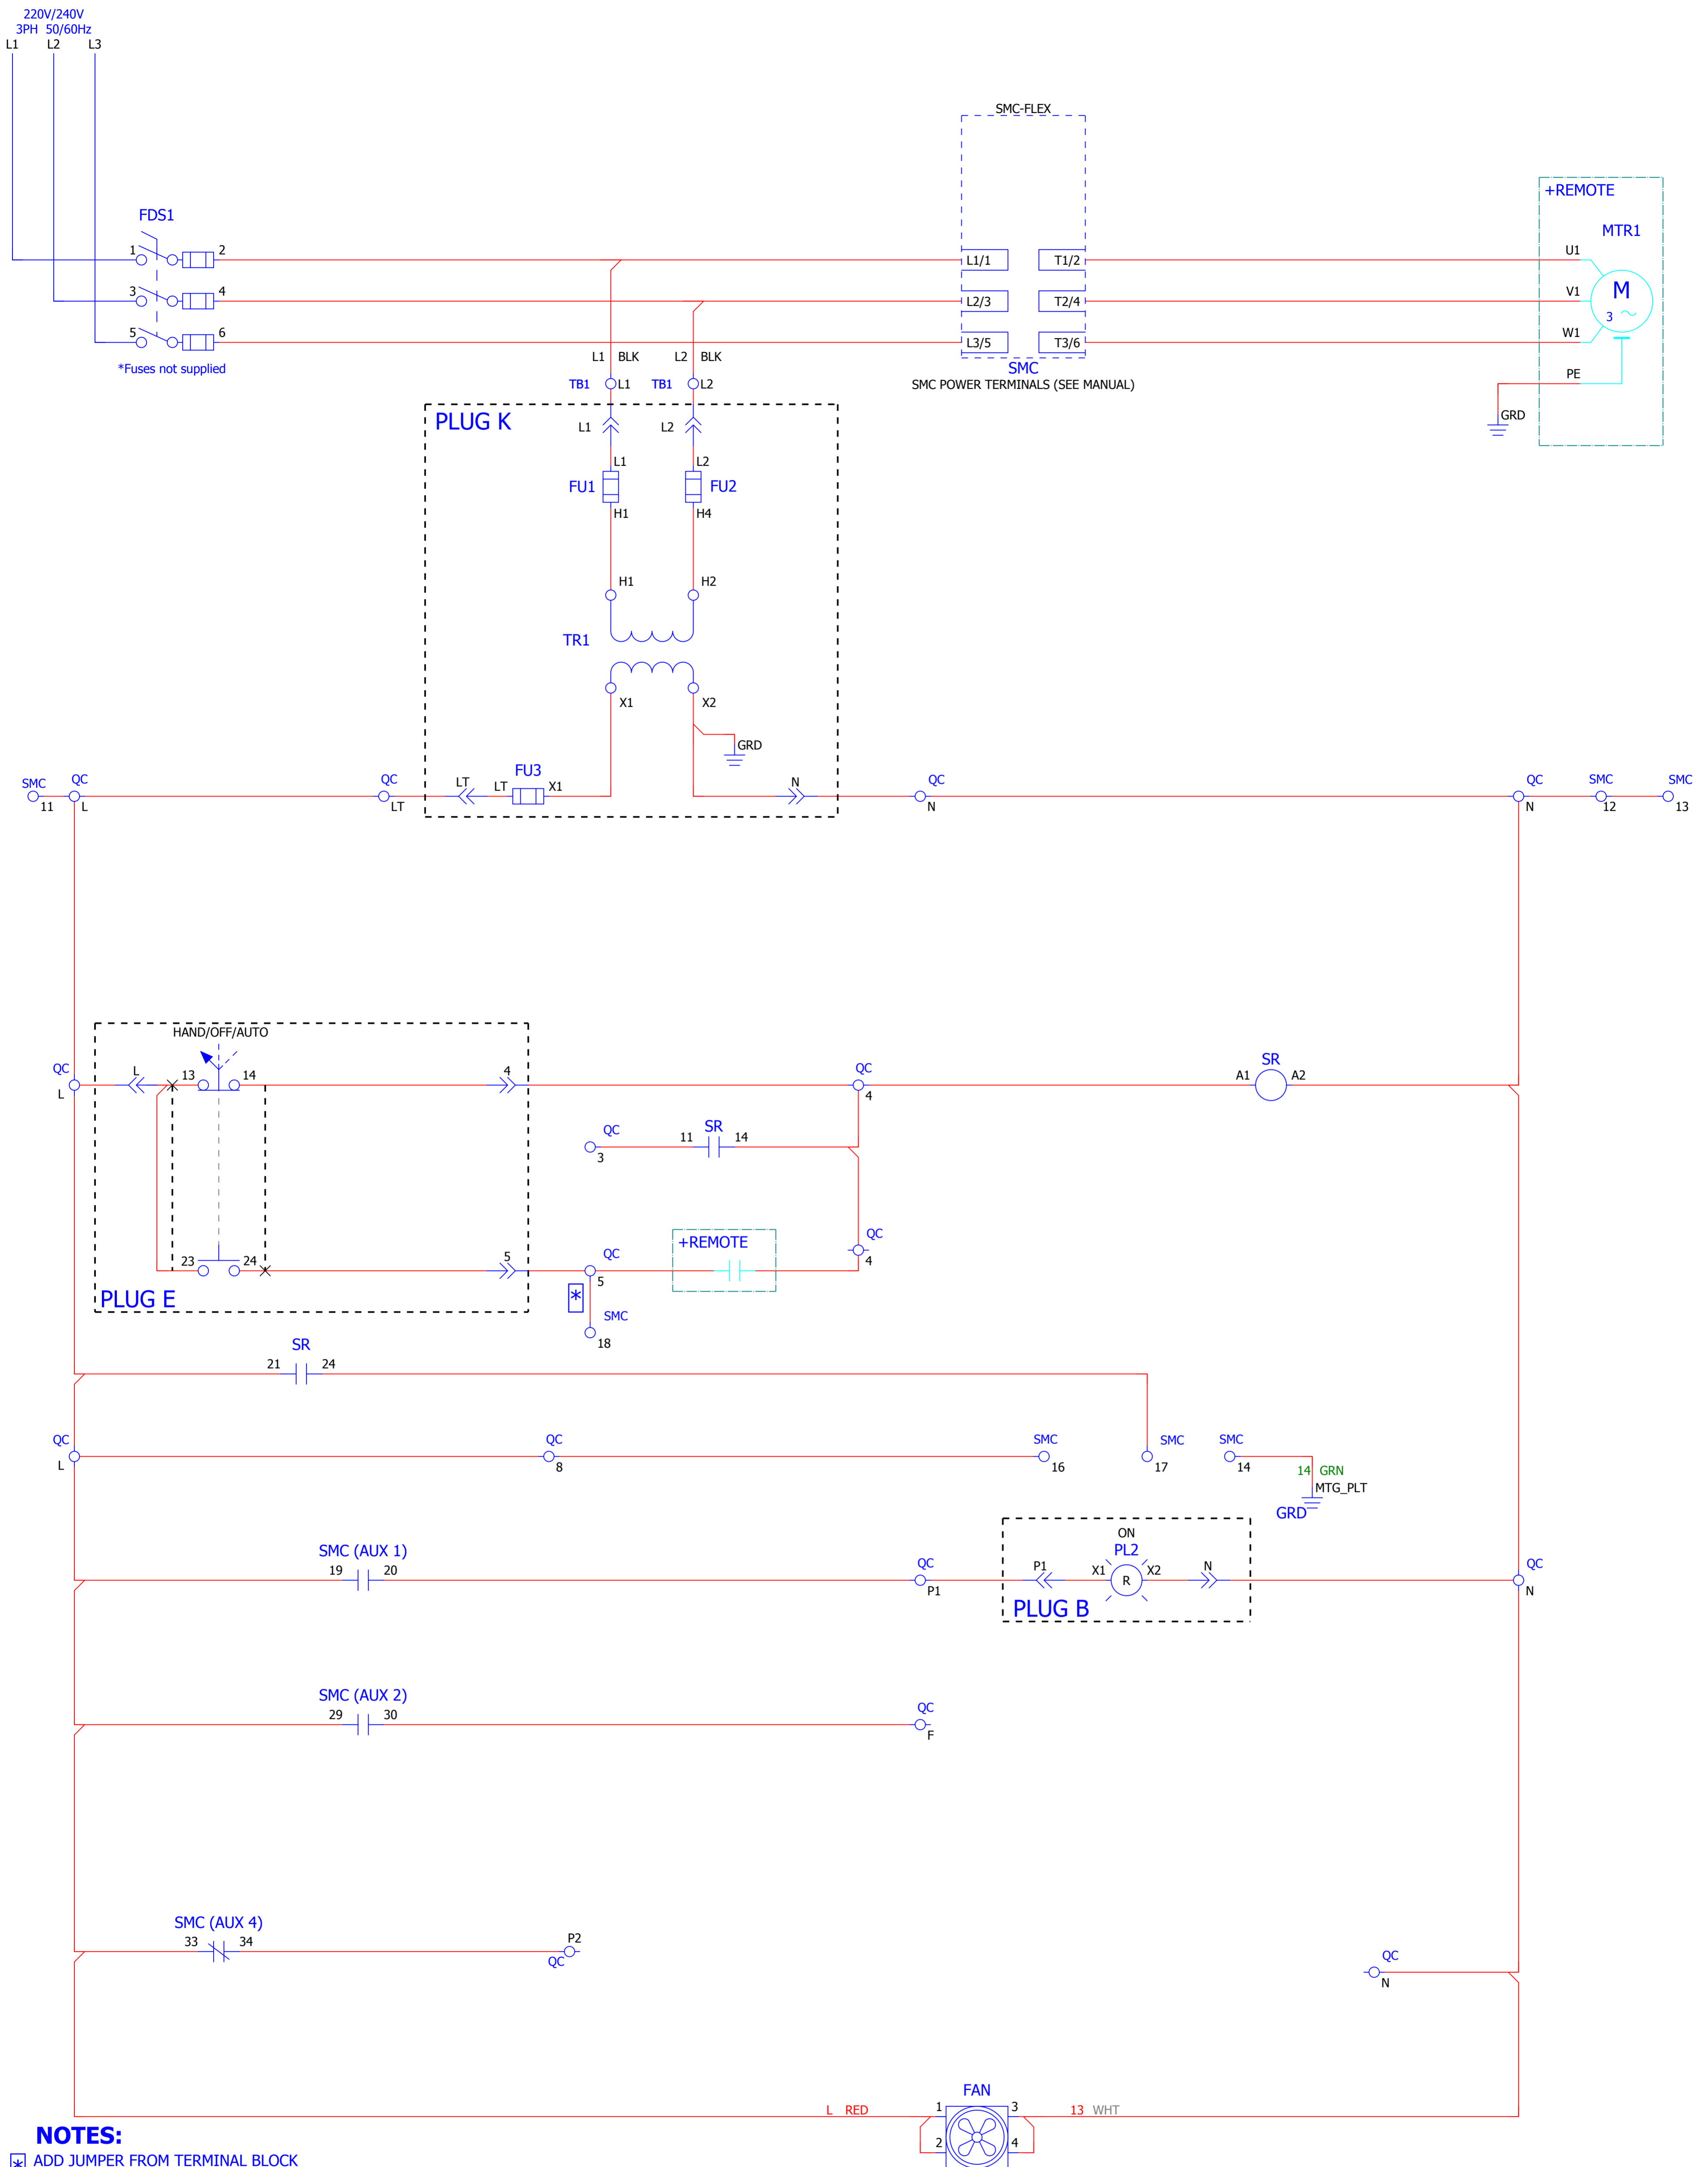 220V/240V
3PH 50/60Hz
L1 L2 L3
SMC-FLEX
+REMOTE
FDS1
MTR1
1 2 L1/1 T1/2 U1
3 4 L2/3 T2/4 V1
M
3
5 6 L3/5 T3/6 W1
*Fuses not supplied
L1 BLK L2 BLK
SMC
SMC POWER TERMINALS (SEE MANUAL)
PE
TB1 L1 TB1 L2
GRD
PLUG K
L1 L2
L1 L2
FU1 FU2
H1 H4
H1 H2
TR1
X1 X2
GRD
SMC QC QC LT LT FU3 X1 N QC QC SMC SMC
11 L LT N N 12 13
HAND/OFF/AUTO
QC L 13 14 4 QC SR
L 4 A1 A2
QC 11 SR 14
3
+REMOTE QC
4
23 24 5 QC
5
PLUG E
*
SMC
18
SR
21 24
QC QC SMC SMC SMC
L 8 16 17 14
14 GRN
MTG_PLT
GRD
ON
SMC (AUX 1) PL2
19 20 QC P1 X1 R X2 N QC
P1 N
PLUG B
SMC (AUX 2)
29 30 QC
F
SMC (AUX 4)
33 34 P2
QC
QC
N
FAN
L RED 1 3 13 WHT
2 4
NOTES:
* ADD JUMPER FROM TERMINAL BLOCK